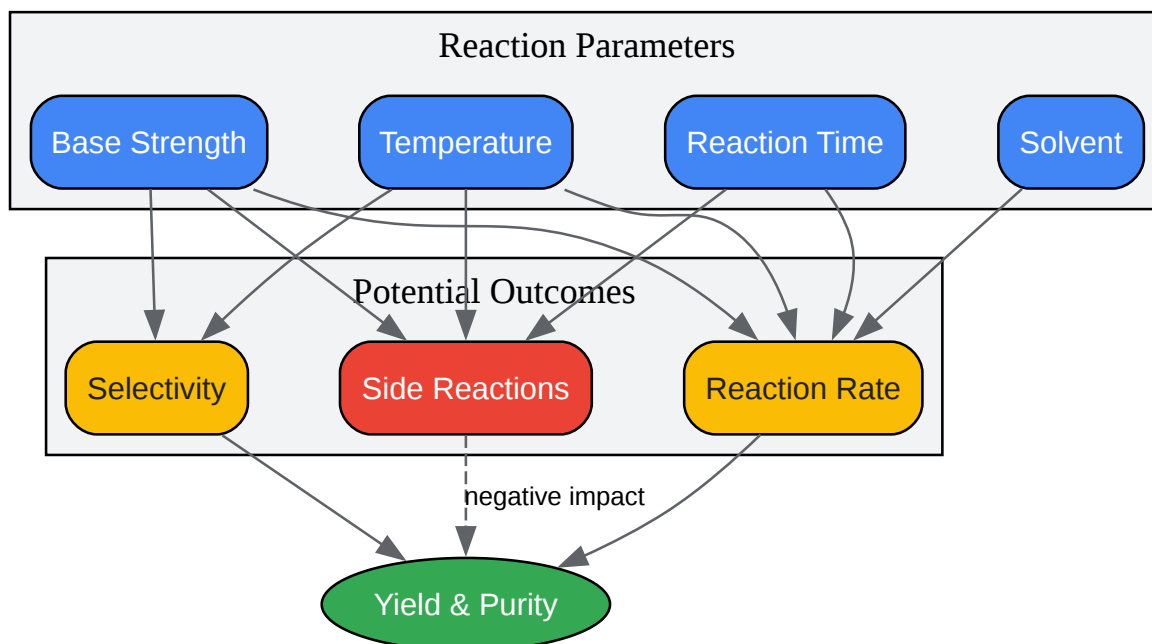 Reaction Parameters
Base Strength
Temperature
Reaction Time
Solvent
Potential Outcomes
Selectivity
Side Reactions
Reaction Rate
negative impact
Yield & Purity